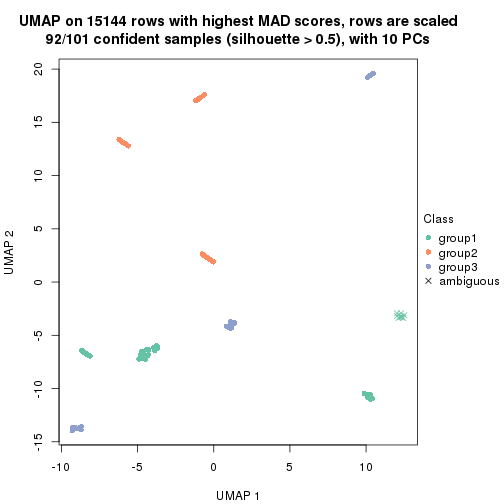 UMAP on 15144 rows with highest MAD scores, rows are scaled
92/101 confident samples (silhouette > 0.5), with 10 PCs
20
15
10
5
0
-5
-10
-15
UMAP 2
-10
-5
0
5
10
UMAP 1
Class
group1
group2
group3
ambiguous